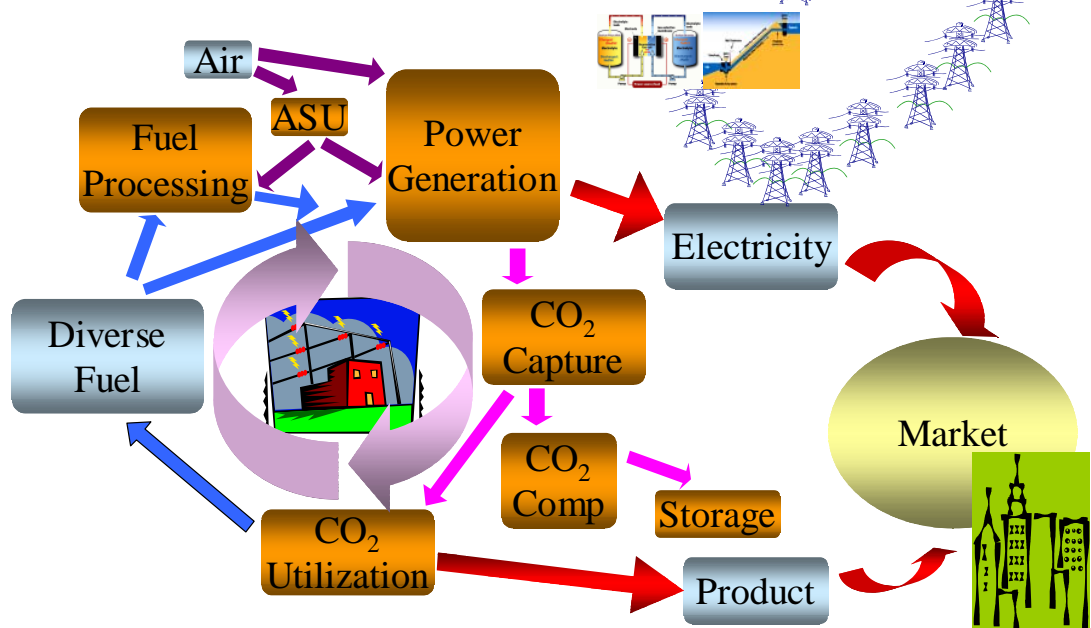 Air
ASU
Fuel
Processing
Power
Generation
Electricity
Diverse
Fuel
CO₂
Capture
Market
CO₂
Comp
Storage
CO₂
Utilization
Product